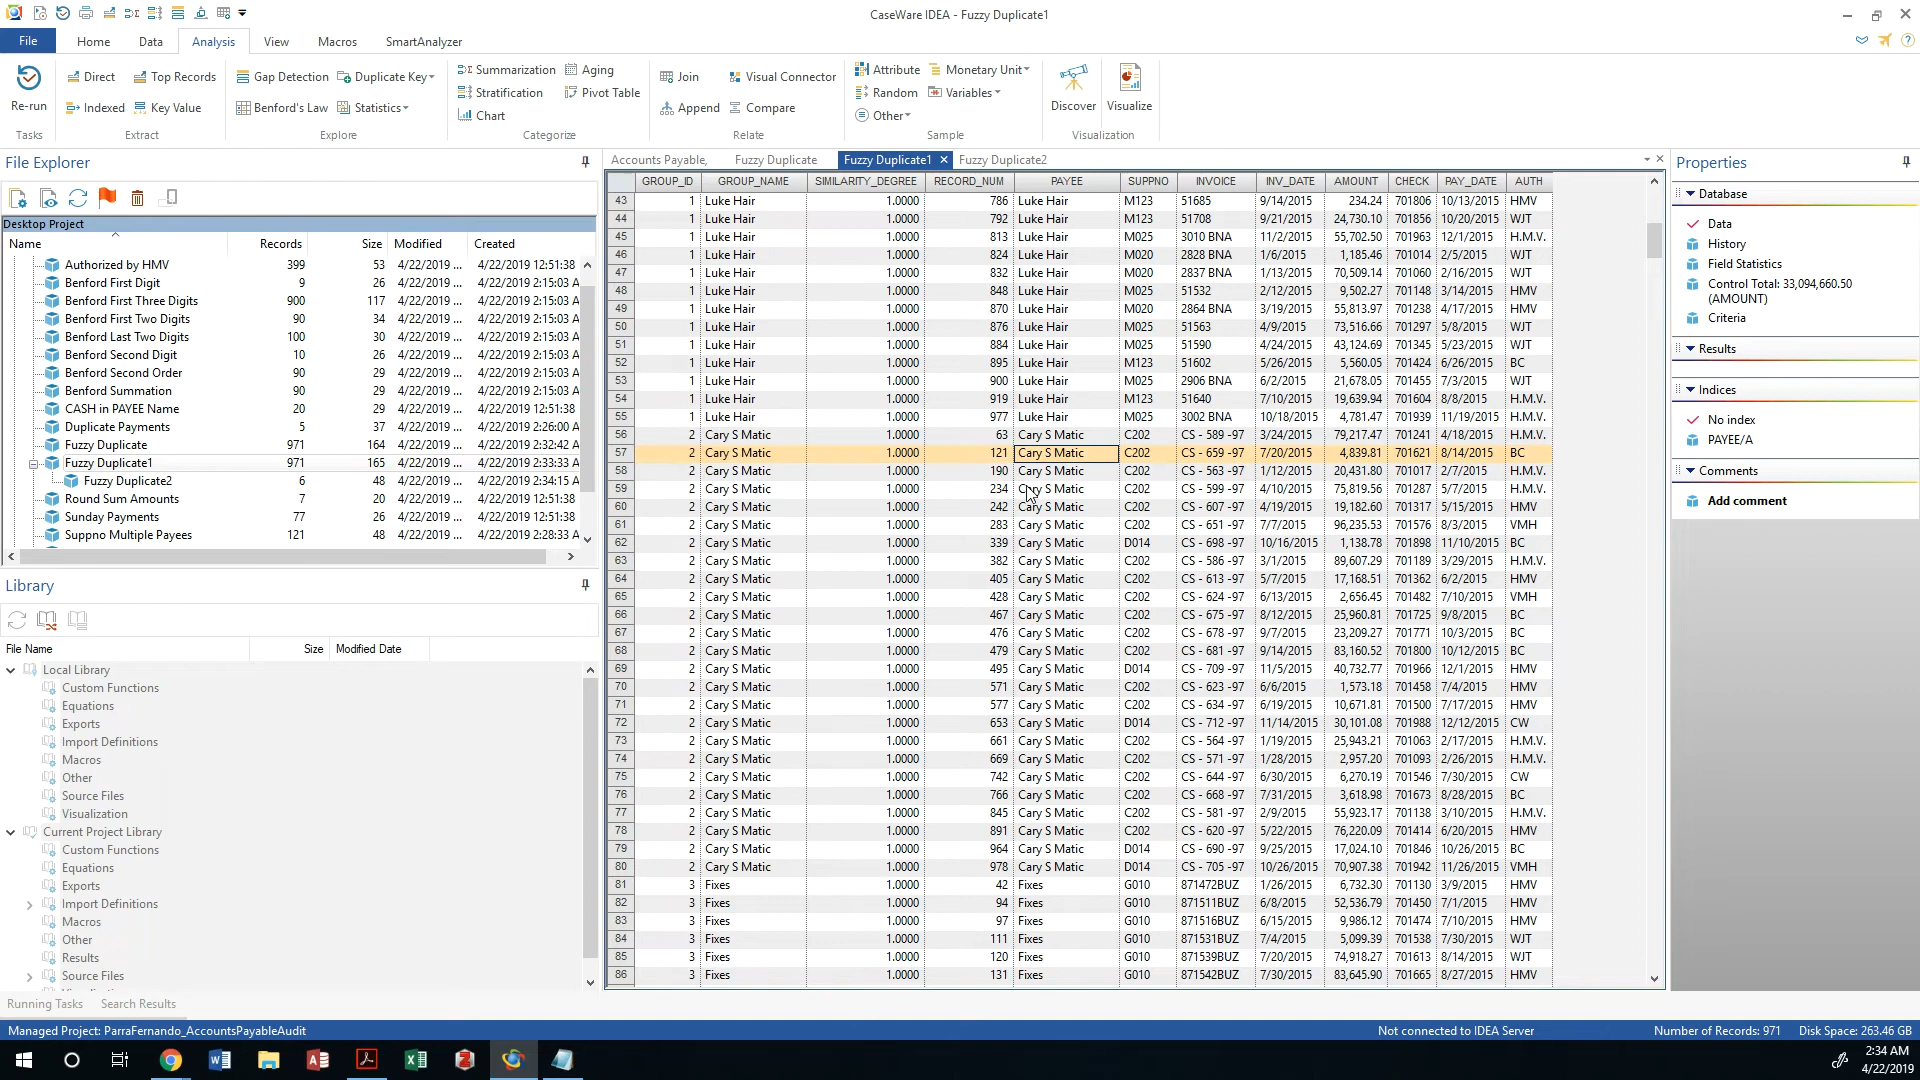 CaseWare IDEA - Fuzzy Duplicate1
File Home Data Analysis View Macros SmartAnalyzer
Re-run Direct Top Records Gap Detection Duplicate Key Summarization Aging Join Visual Connector Attribute Monetary Unit Discover Visualize
Indexed Key Value Benford's Law Statistics Stratification Pivot Table Append Compare Random Variables
Chart Other
Tasks Extract Explore Categorize Relate Sample Visualization
File Explorer
Desktop Project
Name Records Size Modified Created
Authorized by HMV 399 53 4/22/2019 ... 4/22/2019 12:51:38
Benford First Digit 9 26 4/22/2019 ... 4/22/2019 2:15:03 A
Benford First Three Digits 900 117 4/22/2019 ... 4/22/2019 2:15:03 A
Benford First Two Digits 90 34 4/22/2019 ... 4/22/2019 2:15:03 A
Benford Last Two Digits 100 30 4/22/2019 ... 4/22/2019 2:15:03 A
Benford Second Digit 10 26 4/22/2019 ... 4/22/2019 2:15:03 A
Benford Second Order 90 29 4/22/2019 ... 4/22/2019 2:15:03 A
Benford Summation 90 29 4/22/2019 ... 4/22/2019 2:15:03 A
CASH in PAYEE Name 20 29 4/22/2019 ... 4/22/2019 12:51:38
Duplicate Payments 5 37 4/22/2019 ... 4/22/2019 2:26:00 A
Fuzzy Duplicate 971 164 4/22/2019 ... 4/22/2019 2:32:42 A
Fuzzy Duplicate1 971 165 4/22/2019 ... 4/22/2019 2:33:33 A
Fuzzy Duplicate2 6 48 4/22/2019 ... 4/22/2019 2:34:15 A
Round Sum Amounts 7 20 4/22/2019 ... 4/22/2019 12:51:38
Sunday Payments 77 26 4/22/2019 ... 4/22/2019 12:51:38
Suppno Multiple Payees 121 48 4/22/2019 ... 4/22/2019 2:28:33 A
Library
File Name Size Modified Date
Local Library
Custom Functions
Equations
Exports
Import Definitions
Macros
Other
Source Files
Visualization
Current Project Library
Custom Functions
Equations
Exports
Import Definitions
Macros
Other
Results
Source Files
Running Tasks Search Results
Accounts Payable, Fuzzy Duplicate Fuzzy Duplicate1 Fuzzy Duplicate2
GROUP_ID GROUP_NAME SIMILARITY_DEGREE RECORD_NUM PAYEE SUPPNO INVOICE INV_DATE AMOUNT CHECK PAY_DATE AUTH
43 1 Luke Hair 1.0000 786 Luke Hair M123 51685 9/14/2015 234.24 701806 10/13/2015 HMV
44 1 Luke Hair 1.0000 792 Luke Hair M123 51708 9/21/2015 24,730.10 701856 10/20/2015 WJT
45 1 Luke Hair 1.0000 813 Luke Hair M025 3010 BNA 11/2/2015 55,702.50 701963 12/1/2015 H.M.V.
46 1 Luke Hair 1.0000 824 Luke Hair M020 2828 BNA 1/6/2015 1,185.46 701014 2/5/2015 WJT
47 1 Luke Hair 1.0000 832 Luke Hair M020 2837 BNA 1/13/2015 70,509.14 701060 2/16/2015 WJT
48 1 Luke Hair 1.0000 848 Luke Hair M025 51532 2/12/2015 9,502.27 701148 3/14/2015 HMV
49 1 Luke Hair 1.0000 870 Luke Hair M020 2864 BNA 3/19/2015 55,813.97 701238 4/17/2015 HMV
50 1 Luke Hair 1.0000 876 Luke Hair M025 51563 4/9/2015 73,516.66 701297 5/8/2015 WJT
51 1 Luke Hair 1.0000 884 Luke Hair M025 51590 4/24/2015 43,124.69 701345 5/23/2015 WJT
52 1 Luke Hair 1.0000 895 Luke Hair M123 51602 5/26/2015 5,560.05 701424 6/26/2015 BC
53 1 Luke Hair 1.0000 900 Luke Hair M025 2906 BNA 6/2/2015 21,678.05 701455 7/3/2015 WJT
54 1 Luke Hair 1.0000 919 Luke Hair M123 51640 7/10/2015 19,639.94 701604 8/8/2015 H.M.V.
55 1 Luke Hair 1.0000 977 Luke Hair M025 3002 BNA 10/18/2015 4,781.47 701939 11/19/2015 H.M.V.
56 2 Cary S Matic 1.0000 63 Cary S Matic C202 CS - 589 -97 3/24/2015 79,217.47 701241 4/18/2015 H.M.V.
57 2 Cary S Matic 1.0000 121 Cary S Matic C202 CS - 659 -97 7/20/2015 4,839.81 701621 8/14/2015 BC
58 2 Cary S Matic 1.0000 190 Cary S Matic C202 CS - 563 -97 1/12/2015 20,431.80 701017 2/7/2015 H.M.V.
59 2 Cary S Matic 1.0000 234 Cary S Matic C202 CS - 599 -97 4/10/2015 75,819.56 701287 5/7/2015 H.M.V.
60 2 Cary S Matic 1.0000 242 Cary S Matic C202 CS - 607 -97 4/19/2015 19,182.60 701317 5/15/2015 HMV
61 2 Cary S Matic 1.0000 283 Cary S Matic C202 CS - 651 -97 7/7/2015 96,235.53 701576 8/3/2015 VMH
62 2 Cary S Matic 1.0000 339 Cary S Matic D014 CS - 698 -97 10/16/2015 1,138.78 701898 11/10/2015 BC
63 2 Cary S Matic 1.0000 382 Cary S Matic C202 CS - 586 -97 3/1/2015 89,607.29 701189 3/29/2015 H.M.V.
64 2 Cary S Matic 1.0000 405 Cary S Matic C202 CS - 613 -97 5/7/2015 17,168.51 701362 6/2/2015 HMV
65 2 Cary S Matic 1.0000 428 Cary S Matic C202 CS - 624 -97 6/13/2015 2,656.45 701482 7/10/2015 VMH
66 2 Cary S Matic 1.0000 467 Cary S Matic C202 CS - 675 -97 8/12/2015 25,960.81 701725 9/8/2015 BC
67 2 Cary S Matic 1.0000 476 Cary S Matic C202 CS - 678 -97 9/7/2015 23,209.27 701771 10/3/2015 BC
68 2 Cary S Matic 1.0000 479 Cary S Matic C202 CS - 681 -97 9/14/2015 83,160.52 701800 10/12/2015 BC
69 2 Cary S Matic 1.0000 495 Cary S Matic D014 CS - 709 -97 11/5/2015 40,732.77 701966 12/1/2015 HMV
70 2 Cary S Matic 1.0000 571 Cary S Matic C202 CS - 623 -97 6/6/2015 1,573.18 701458 7/4/2015 HMV
71 2 Cary S Matic 1.0000 577 Cary S Matic C202 CS - 634 -97 6/19/2015 10,671.81 701500 7/17/2015 HMV
72 2 Cary S Matic 1.0000 653 Cary S Matic D014 CS - 712 -97 11/14/2015 30,101.08 701988 12/12/2015 CW
73 2 Cary S Matic 1.0000 661 Cary S Matic C202 CS - 564 -97 1/19/2015 25,943.21 701063 2/17/2015 H.M.V.
74 2 Cary S Matic 1.0000 669 Cary S Matic C202 CS - 571 -97 1/28/2015 2,957.20 701093 2/26/2015 H.M.V.
75 2 Cary S Matic 1.0000 742 Cary S Matic C202 CS - 644 -97 6/30/2015 6,270.19 701546 7/30/2015 CW
76 2 Cary S Matic 1.0000 766 Cary S Matic C202 CS - 668 -97 7/31/2015 3,618.98 701673 8/28/2015 BC
77 2 Cary S Matic 1.0000 845 Cary S Matic C202 CS - 581 -97 2/9/2015 55,923.17 701138 3/10/2015 H.M.V.
78 2 Cary S Matic 1.0000 891 Cary S Matic C202 CS - 620 -97 5/22/2015 76,220.09 701414 6/20/2015 HMV
79 2 Cary S Matic 1.0000 964 Cary S Matic D014 CS - 690 -97 9/25/2015 17,024.10 701846 10/26/2015 BC
80 2 Cary S Matic 1.0000 978 Cary S Matic D014 CS - 705 -97 10/26/2015 70,907.38 701942 11/26/2015 VMH
81 3 Fixes 1.0000 42 Fixes G010 871472BUZ 1/26/2015 6,732.30 701130 3/9/2015 HMV
82 3 Fixes 1.0000 94 Fixes G010 871511BUZ 6/8/2015 52,536.79 701450 7/1/2015 HMV
83 3 Fixes 1.0000 97 Fixes G010 871516BUZ 6/15/2015 9,986.12 701474 7/10/2015 HMV
84 3 Fixes 1.0000 111 Fixes G010 871531BUZ 7/4/2015 5,099.39 701538 7/30/2015 WJT
85 3 Fixes 1.0000 120 Fixes G010 871539BUZ 7/20/2015 74,918.27 701613 8/14/2015 WJT
86 3 Fixes 1.0000 131 Fixes G010 871542BUZ 7/30/2015 83,645.90 701665 8/27/2015 HMV
Properties
Database
Data
History
Field Statistics
Control Total: 33,094,660.50
(AMOUNT)
Criteria
Results
Indices
No index
PAYEE/A
Comments
Add comment
Managed Project: ParraFernando_AccountsPayableAudit Not connected to IDEA Server Number of Records: 971 Disk Space: 263.46 GB
2:34 AM
4/22/2019